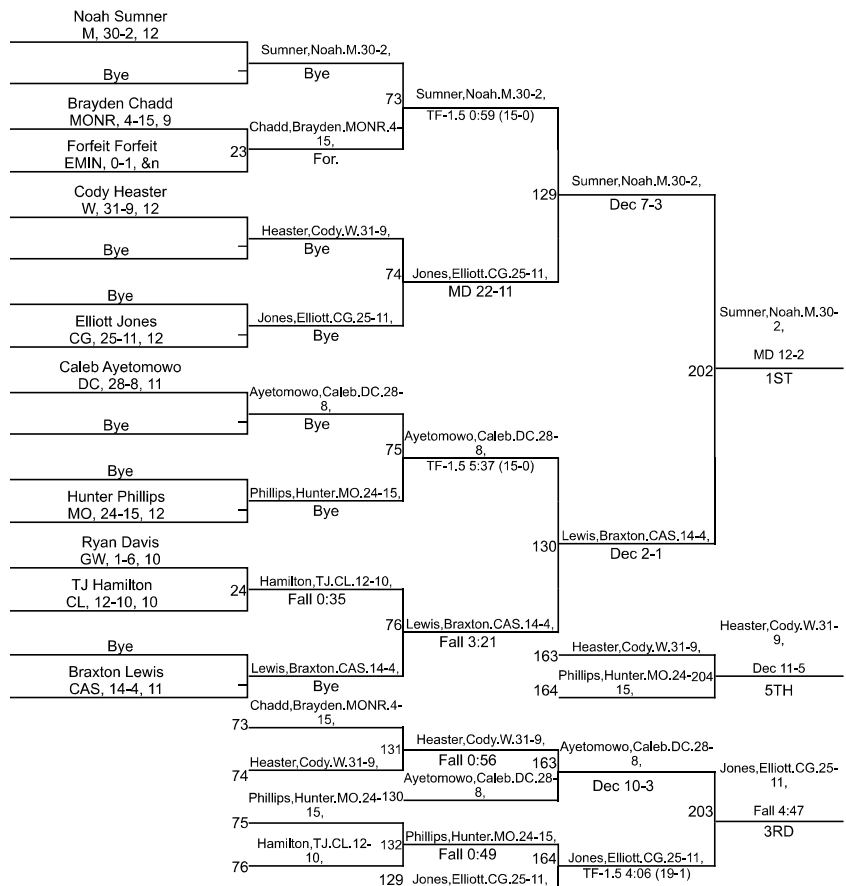 Noah Sumner
M, 30-2, 12
Sumner,Noah.M.30-2,
Bye
Bye
73
Sumner,Noah.M.30-2,
TF-1.5 0:59 (15-0)
Brayden Chadd
MONR, 4-15, 9
Chadd,Brayden.MONR.4-
15,
23
Forfeit Forfeit
EMIN, 0-1, &n
For.
129
Sumner,Noah.M.30-2,
Dec 7-3
Cody Heaster
W, 31-9, 12
Heaster,Cody.W.31-9,
Bye
Bye
74
Jones,Elliott.CG.25-11,
MD 22-11
Bye
Jones,Elliott.CG.25-11,
Bye
Elliott Jones
CG, 25-11, 12
Sumner,Noah.M.30-
2,
202
MD 12-2
1ST
Caleb Ayetomowo
DC, 28-8, 11
Ayetomowo,Caleb.DC.28-
8,
Bye
Bye
75
Ayetomowo,Caleb.DC.28-
8,
TF-1.5 5:37 (15-0)
Bye
Phillips,Hunter.MO.24-15,
Bye
Hunter Phillips
MO, 24-15, 12
130
Lewis,Braxton.CAS.14-4,
Dec 2-1
Ryan Davis
GW, 1-6, 10
24
Hamilton,TJ.CL.12-10,
Fall 0:35
TJ Hamilton
CL, 12-10, 10
76
Lewis,Braxton.CAS.14-4,
Fall 3:21
Bye
Lewis,Braxton.CAS.14-4,
Bye
Braxton Lewis
CAS, 14-4, 11
163
Heaster,Cody.W.31-9,
164
Phillips,Hunter.MO.24-
15,
204
Heaster,Cody.W.31-
9,
Dec 11-5
5TH
73
Chadd,Brayden.MONR.4-
15,
131
Heaster,Cody.W.31-9,
Fall 0:56
74
Heaster,Cody.W.31-9,
163
Ayetomowo,Caleb.DC.28-
8,
Dec 10-3
130
Ayetomowo,Caleb.DC.28-
8,
75
Phillips,Hunter.MO.24-
15,
203
Jones,Elliott.CG.25-
11,
Fall 4:47
3RD
132
Phillips,Hunter.MO.24-15,
Fall 0:49
76
Hamilton,TJ.CL.12-
10,
164
Jones,Elliott.CG.25-11,
TF-1.5 4:06 (19-1)
129
Jones,Elliott.CG.25-11,